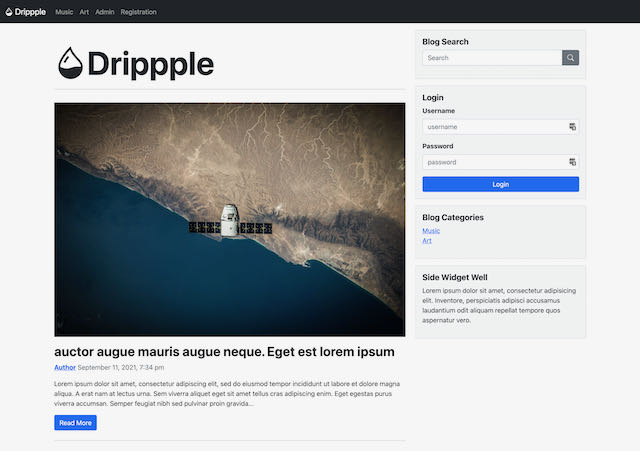 Drippple Music Art Admin Registration
Drippple
auctor augue mauris augue neque. Eget est lorem ipsum
Author September 11, 2021, 7:34 pm
Lorem ipsum dolor sit amet, consectetur adipiscing elit, sed do eiusmod tempor incididunt ut labore et dolore magna
aliqua. A erat nam at lectus urna. Sem viverra aliquet eget sit amet tellus cras adipiscing enim. Eget egestas purus
viverra accumsan. Semper feugiat nibh sed pulvinar proin gravida...
Read More
Blog Search
Search
Login
Username
username
Password
password
Login
Blog Categories
Music
Art
Side Widget Well
Lorem ipsum dolor sit amet, consectetur adipisicing
elit. Inventore, perspiciatis adipisci accusamus
laudantium odit aliquam repellat tempore quos
aspernatur vero.